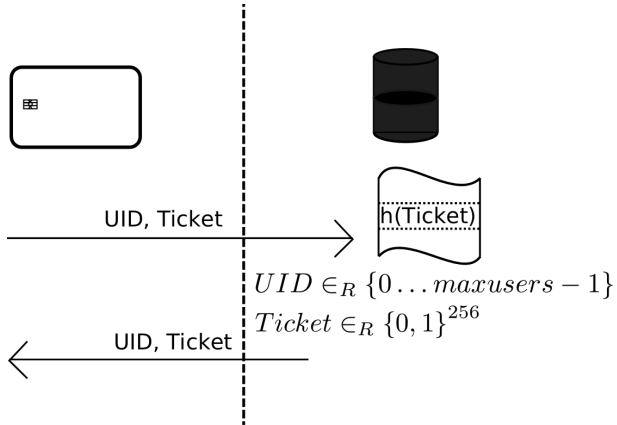 UID, Ticket
h(Ticket)
UID ∈_R {0 … maxusers − 1}
Ticket ∈_R {0, 1}^256
UID, Ticket